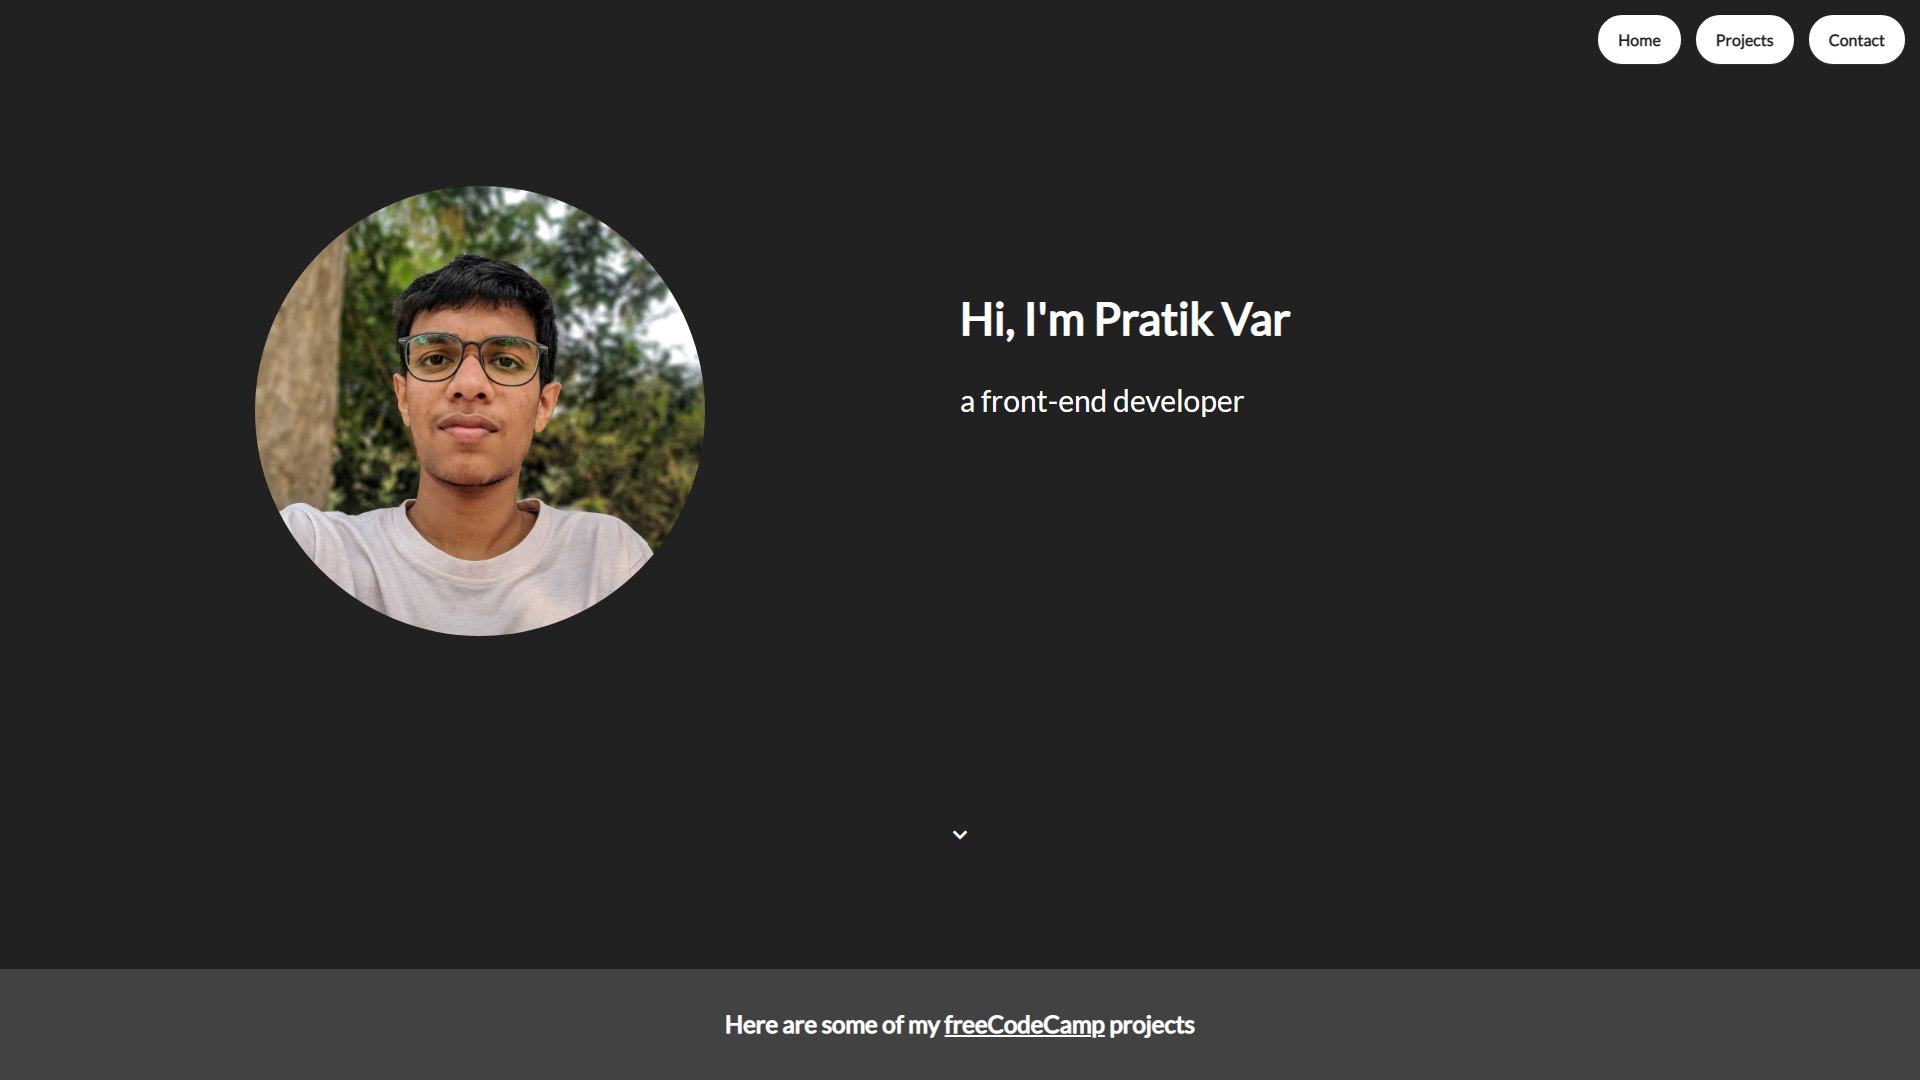 Home
Projects
Contact
Hi, I'm Pratik Var
a front-end developer
Here are some of my freeCodeCamp projects